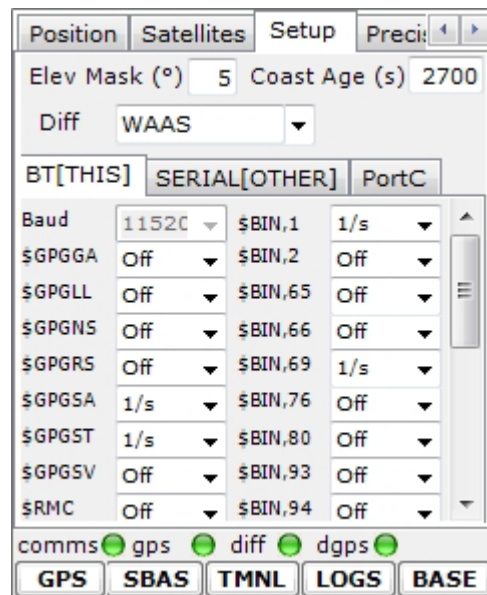 Position Satellites Setup Precis
Elev Mask (°) 5 Coast Age (s) 2700
Diff WAAS
BT[THIS] SERIAL[OTHER] PortC
Baud 11520 $BIN,1 1/s
$GPGGA Off $BIN,2 Off
$GPGLL Off $BIN,65 Off
$GPGNS Off $BIN,66 Off
$GPGRS Off $BIN,69 1/s
$GPGSA 1/s $BIN,76 Off
$GPGST 1/s $BIN,80 Off
$GPGSV Off $BIN,93 Off
$RMC Off $BIN,94 Off
comms gps diff dgps
GPS SBAS TMNL LOGS BASE